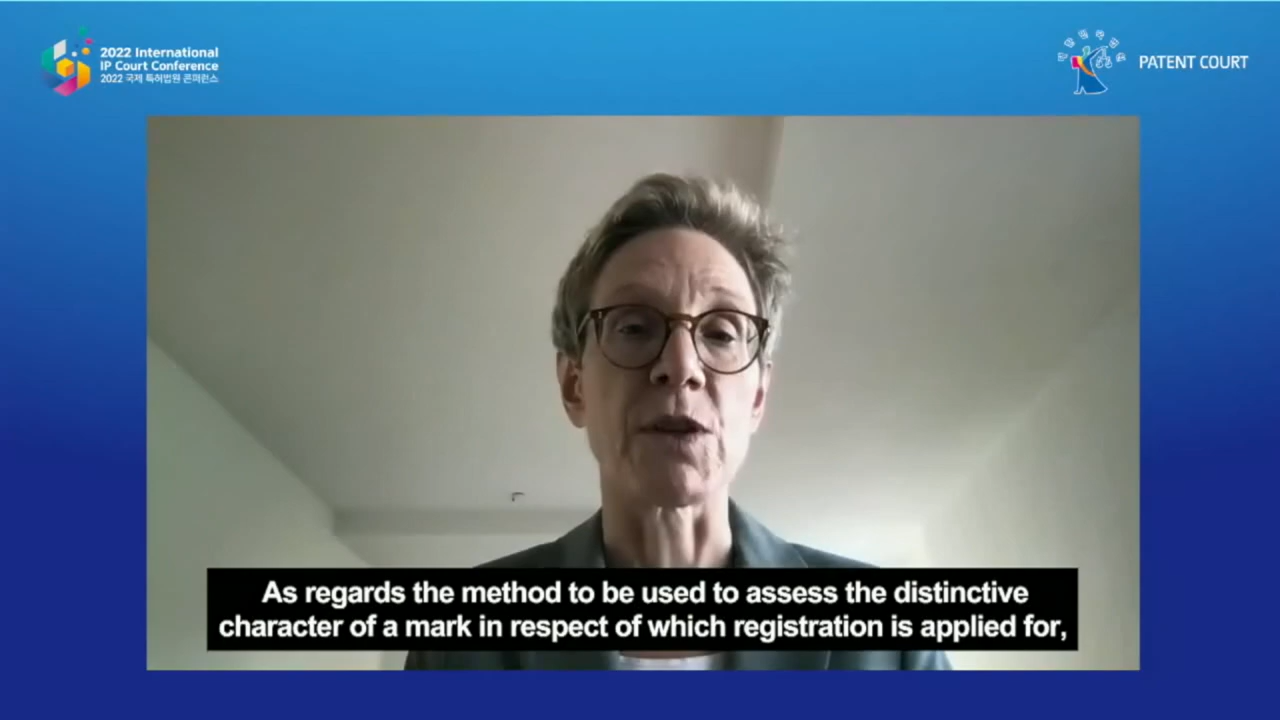 2022 International
IP Court Conference
2022 국제 특허법원 콘퍼런스
PATENT COURT
As regards the method to be used to assess the distinctive
character of a mark in respect of which registration is applied for,